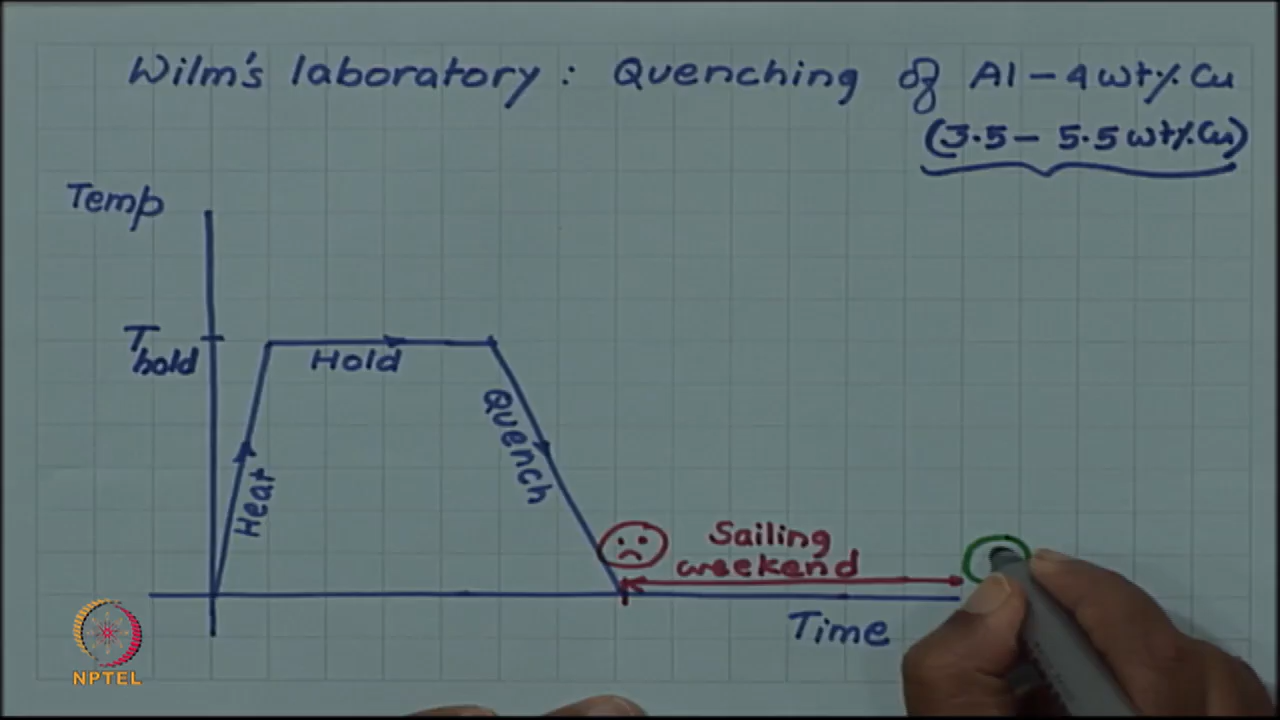 Wilm's laboratory : Quenching of Al - 4 wt% Cu
(3.5 - 5.5 wt% Cu)
Temp
T hold
Hold
Heat
Quench
Sailing
weekend
Time
NPTEL